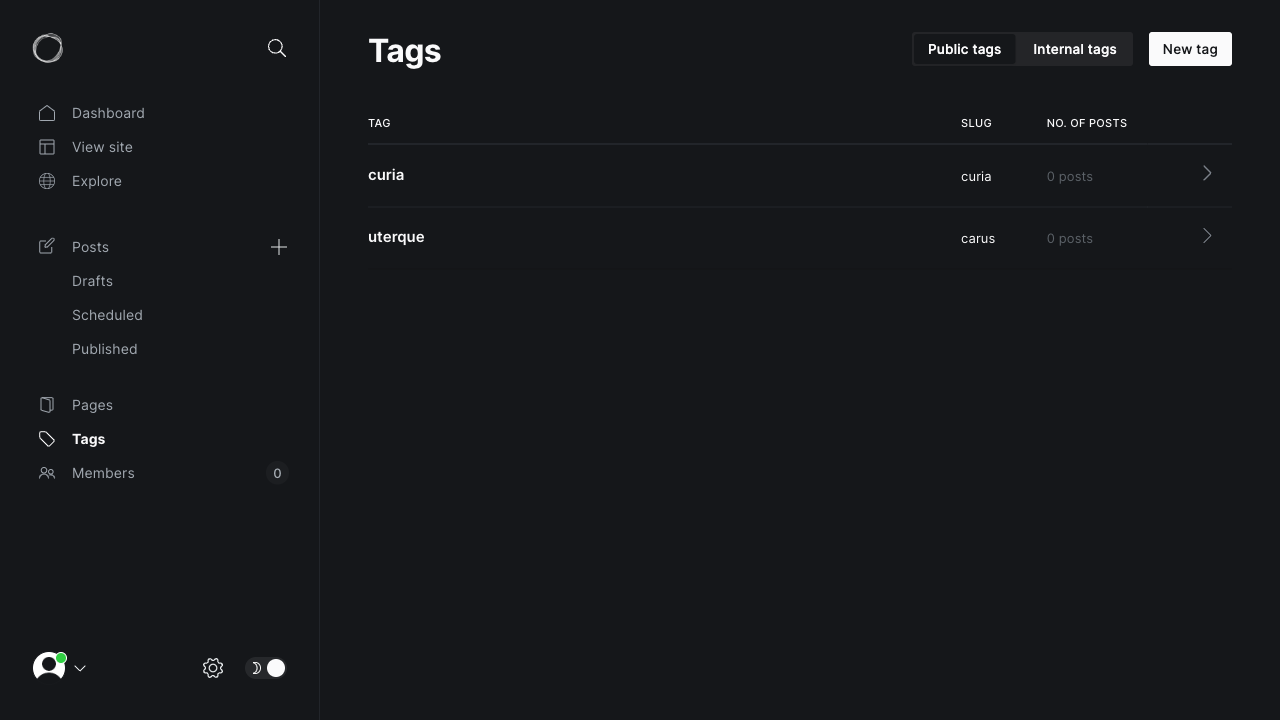 Dashboard
View site
Explore
Posts
Drafts
Scheduled
Published
Pages
Tags
Members 0
Tags
Public tags Internal tags New tag
TAG SLUG NO. OF POSTS
curia curia 0 posts
uterque carus 0 posts